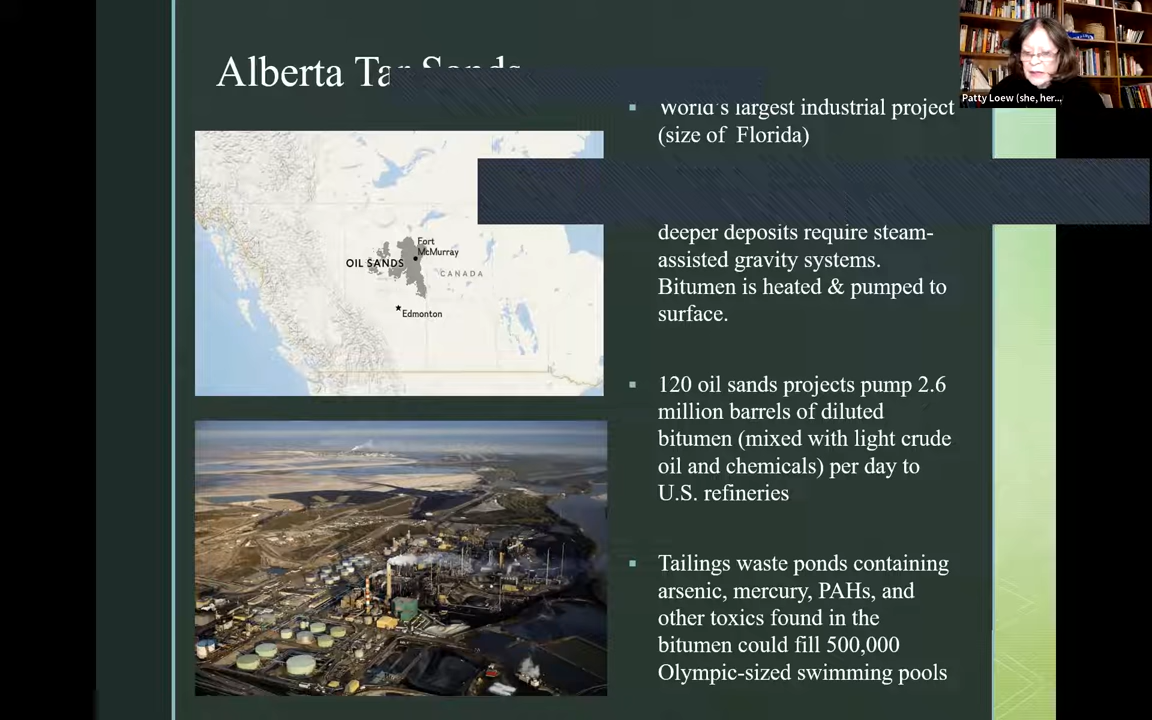 Alberta Tar Sands
Patty Loew (she, her...
World's largest industrial project
(size of Florida)
deeper deposits require steam-
assisted gravity systems.
Bitumen is heated & pumped to
surface.
120 oil sands projects pump 2.6
million barrels of diluted
bitumen (mixed with light crude
oil and chemicals) per day to
U.S. refineries
Tailings waste ponds containing
arsenic, mercury, PAHs, and
other toxics found in the
bitumen could fill 500,000
Olympic-sized swimming pools
Fort
McMurray
OIL SANDS
CANADA
Edmonton